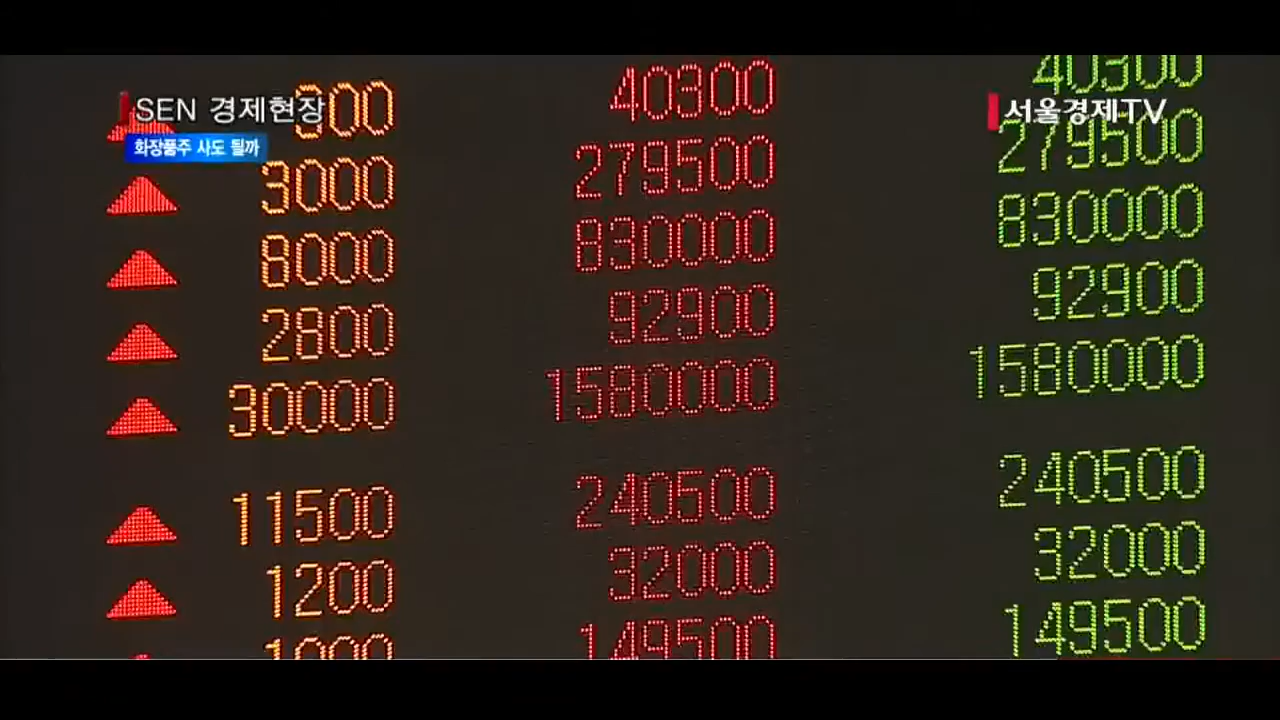 SEN 경제현장
서울경제TV
화장품주 사도 될까
300 40300 40300
3000 279500 279500
8000 830000 830000
2800 92900 92900
30000 1580000 1580000
11500 240500 240500
1200 32000 32000
1000 149500 149500